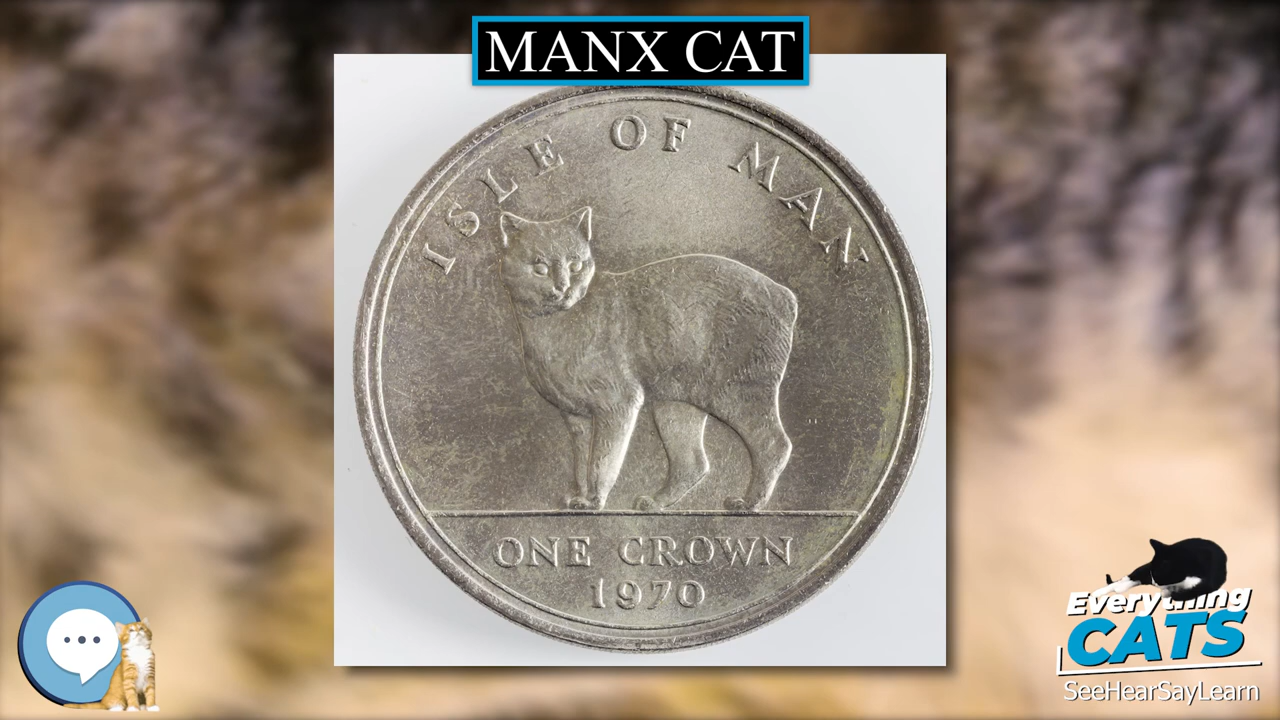 MANX CAT
ISLE OF MAN
ONE CROWN
1970
Everything
CATS
SeeHearSayLearn